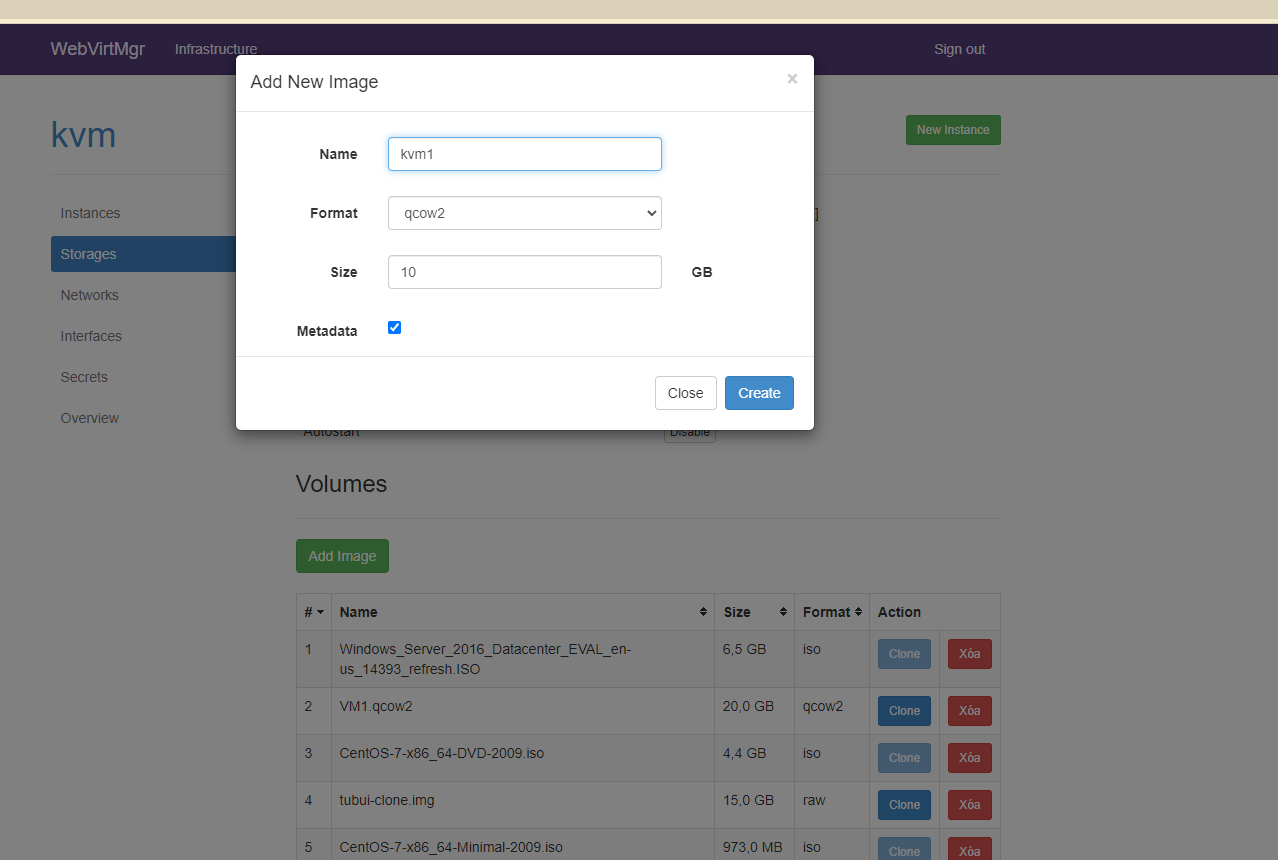 WebVirtMgr Infrastructure Sign out
Add New Image ×
kvm
New Instance
Name kvm1
Format qcow2
Size 10 GB
Metadata
Close Create
Instances
Storages
Networks
Interfaces
Secrets
Overview
Autostart Disable
Volumes
Add Image
# Name Size Format Action
1 Windows_Server_2016_Datacenter_EVAL_en- 6,5 GB iso Clone Xóa
us_14393_refresh.ISO
2 VM1.qcow2 20,0 GB qcow2 Clone Xóa
3 CentOS-7-x86_64-DVD-2009.iso 4,4 GB iso Clone Xóa
4 tubui-clone.img 15,0 GB raw Clone Xóa
5 CentOS-7-x86_64-Minimal-2009.iso 973,0 MB iso Clone Xóa